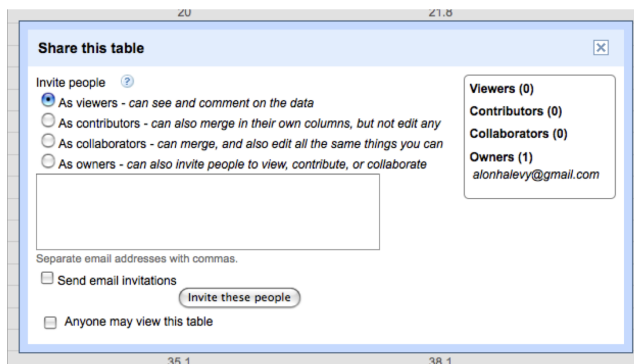 20 21.8
Share this table
Invite people ?
As viewers - can see and comment on the data
As contributors - can also merge in their own columns, but not edit any
As collaborators - can merge, and also edit all the same things you can
As owners - can also invite people to view, contribute, or collaborate
Separate email addresses with commas.
Send email invitations
Invite these people
Anyone may view this table
Viewers (0)
Contributors (0)
Collaborators (0)
Owners (1)
alonhalevy@gmail.com
35.1 38.1